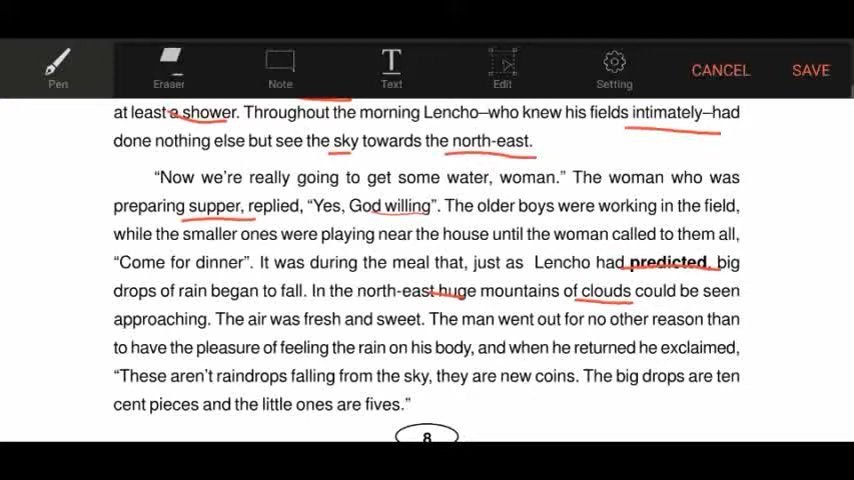 Pen
Eraser
Note
Text
Edit
Setting
CANCEL
SAVE
at least a shower. Throughout the morning Lencho–who knew his fields intimately–had
done nothing else but see the sky towards the north-east.
“Now we’re really going to get some water, woman.” The woman who was
preparing supper, replied, “Yes, God willing”. The older boys were working in the field,
while the smaller ones were playing near the house until the woman called to them all,
“Come for dinner”. It was during the meal that, just as Lencho had predicted, big
drops of rain began to fall. In the north-east huge mountains of clouds could be seen
approaching. The air was fresh and sweet. The man went out for no other reason than
to have the pleasure of feeling the rain on his body, and when he returned he exclaimed,
“These aren’t raindrops falling from the sky, they are new coins. The big drops are ten
cent pieces and the little ones are fives.”
8